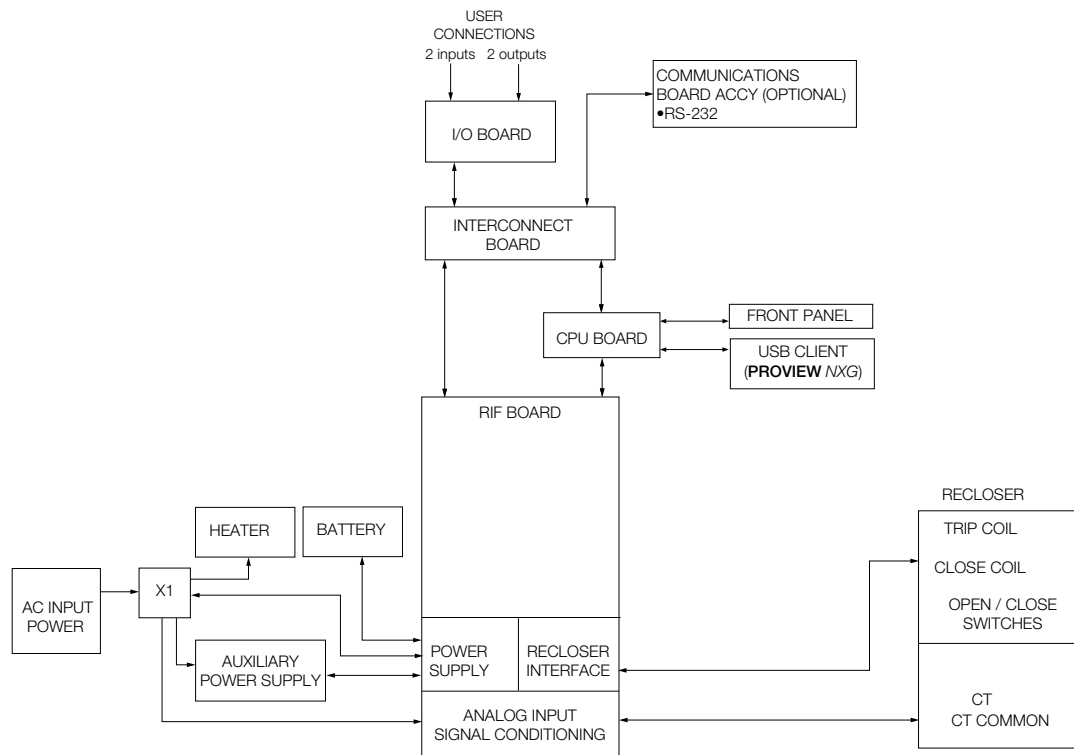 USER
CONNECTIONS
2 inputs 2 outputs
COMMUNICATIONS
BOARD ACCY (OPTIONAL)
•RS-232
I/O BOARD
INTERCONNECT
BOARD
CPU BOARD
FRONT PANEL
USB CLIENT
(PROVIEW NXG)
RIF BOARD
RECLOSER
TRIP COIL
CLOSE COIL
OPEN / CLOSE
SWITCHES
HEATER
BATTERY
AC INPUT
POWER
X1
AUXILIARY
POWER SUPPLY
POWER
SUPPLY
RECLOSER
INTERFACE
ANALOG INPUT
SIGNAL CONDITIONING
CT
CT COMMON